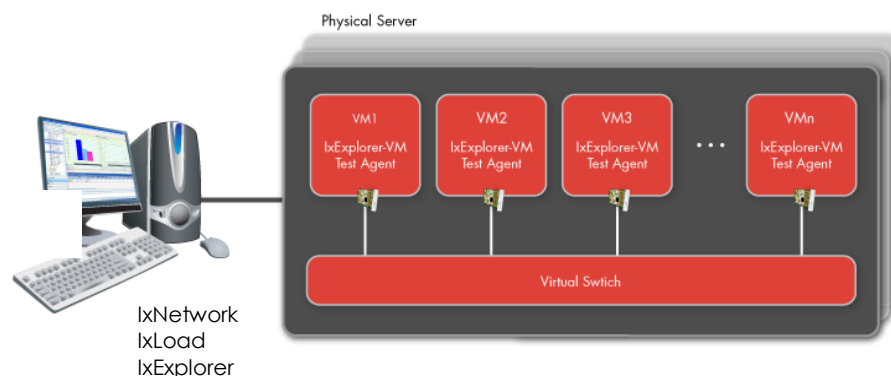 Physical Server
VM1
IxExplorer-VM
Test Agent
VM2
IxExplorer-VM
Test Agent
VM3
IxExplorer-VM
Test Agent
...
VMn
IxExplorer-VM
Test Agent
Virtual Swtich
IxNetwork
IxLoad
IxExplorer